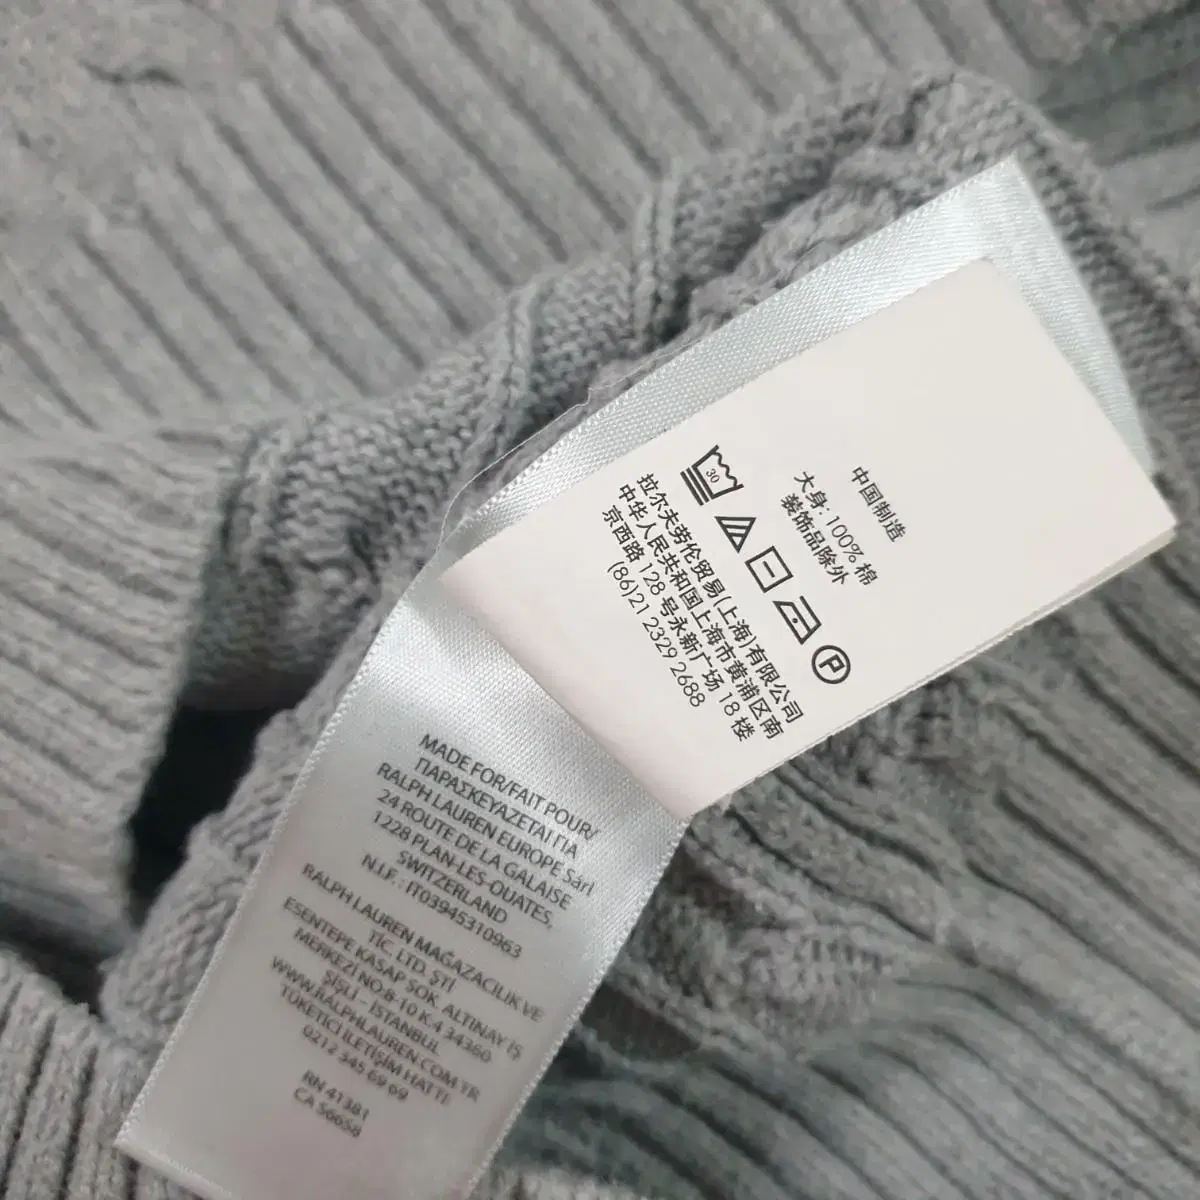 中国制造
大身: 100% 棉
装饰品除外
30
P
拉尔夫劳伦贸易(上海)有限公司
中华人民共和国上海市黄浦区南
京西路 128 号永新广场 18 楼
(86)21 2329 2688
MADE FOR/FAIT POUR/
ΠΑΡΑΣΚΕΥΑΖΕΤΑΙ ΓΙΑ
RALPH LAUREN EUROPE Sàrl
24 ROUTE DE LA GALAISE
1228 PLAN-LES-OUATES,
SWITZERLAND
N.I.F.: IT03945310963
RALPH LAUREN MAĞAZACILIK VE
TİC. LTD. ŞTİ
ESENTEPE KASAP SOK. ALTINAY İŞ
MERKEZİ NO:8-10 K.4 34360
ŞİŞLİ – İSTANBUL
WWW.RALPHLAUREN.COM.TR
TÜKETİCİ İLETİŞİM HATTI:
0212 345 69 69
RN 41381
CA 56658